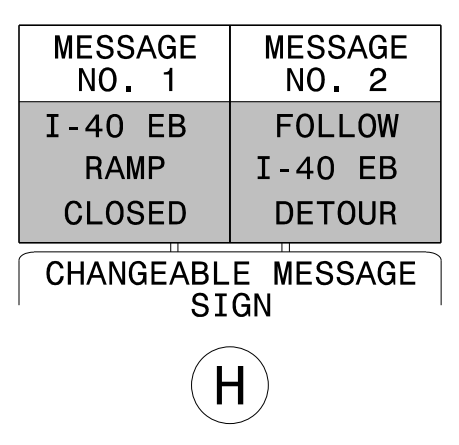 MESSAGE NO. 1
I-40 EB
RAMP
CLOSED
MESSAGE NO. 2
FOLLOW
I-40 EB
DETOUR
CHANGEABLE MESSAGE
SIGN
H